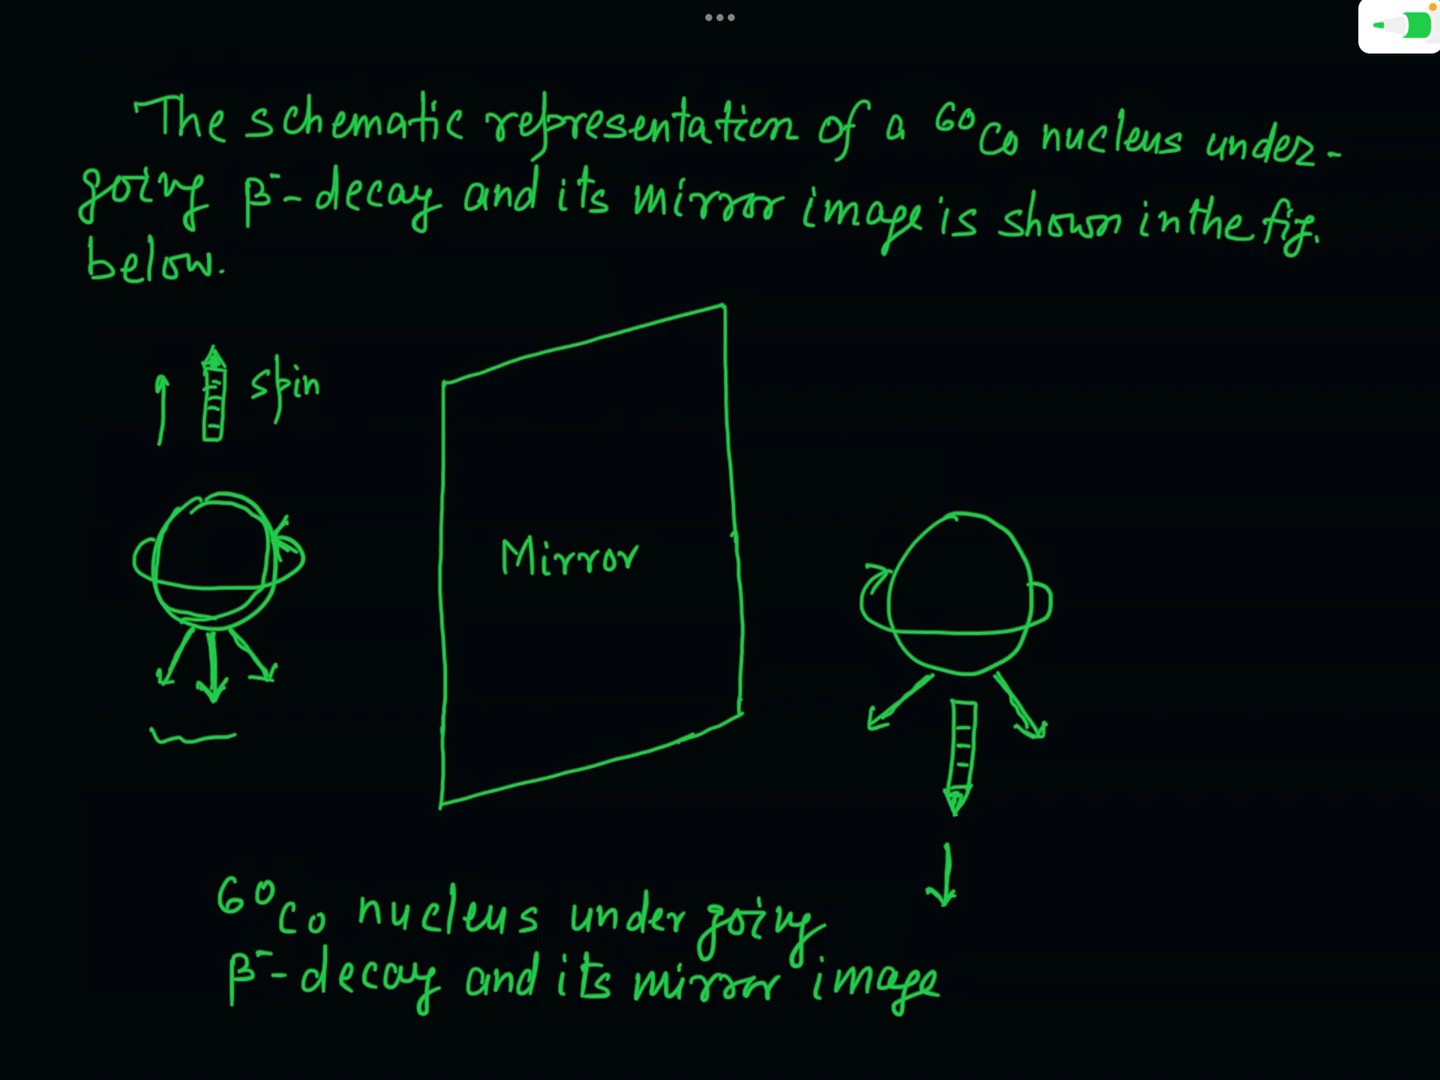 The schematic representation of a ⁶⁰Co nucleus under-
going β⁻-decay and its mirror image is shown in the fig.
below.
spin
Mirror
⁶⁰Co nucleus undergoing
β⁻-decay and its mirror image